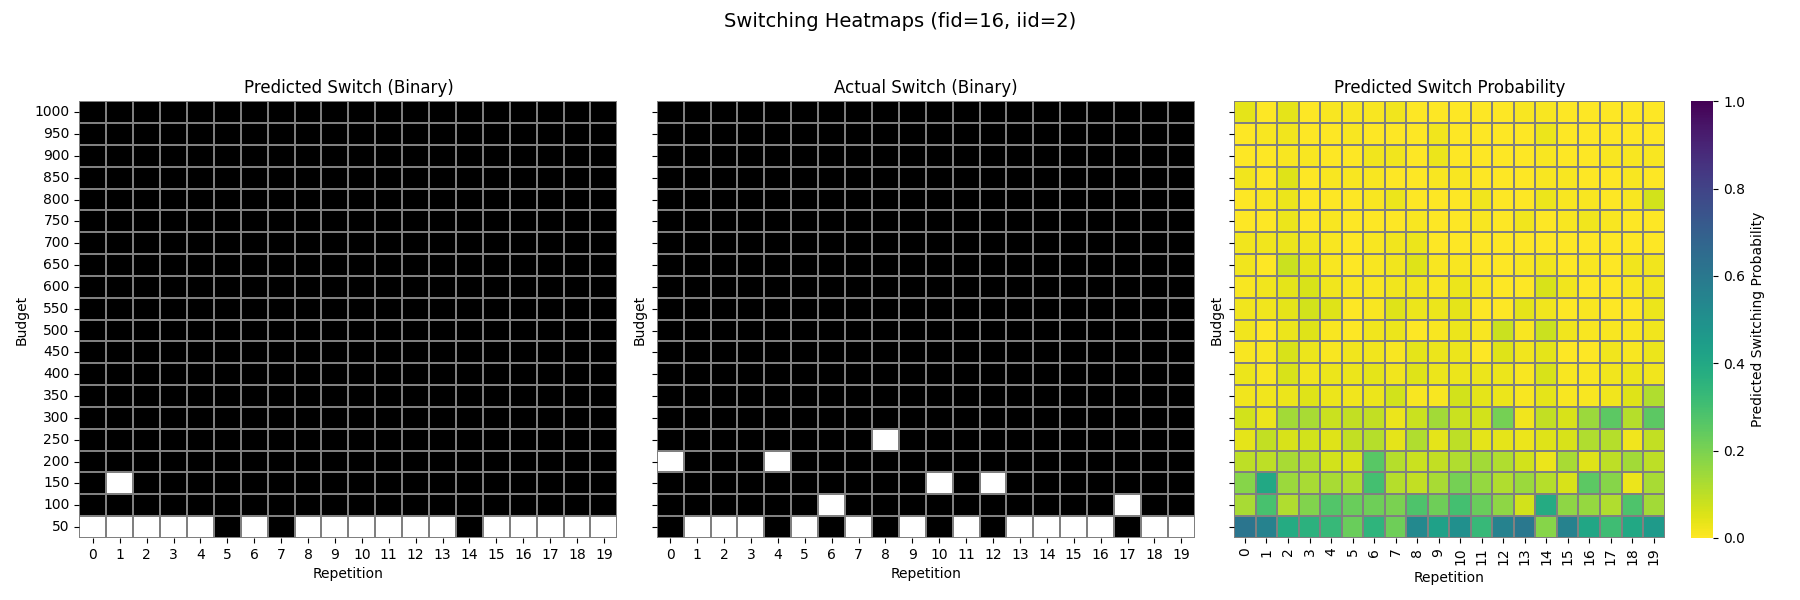 Switching Heatmaps (fid=16, iid=2)
Predicted Switch (Binary)
Actual Switch (Binary)
Predicted Switch Probability
1000
950
900
850
800
750
700
650
600
550
500
450
400
350
300
250
200
150
100
50
Budget
0 1 2 3 4 5 6 7 8 9 10 11 12 13 14 15 16 17 18 19
Repetition
Budget
0 1 2 3 4 5 6 7 8 9 10 11 12 13 14 15 16 17 18 19
Repetition
Budget
0 1 2 3 4 5 6 7 8 9 10 11 12 13 14 15 16 17 18 19
Repetition
1.0
0.8
0.6
0.4
0.2
0.0
Predicted Switching Probability